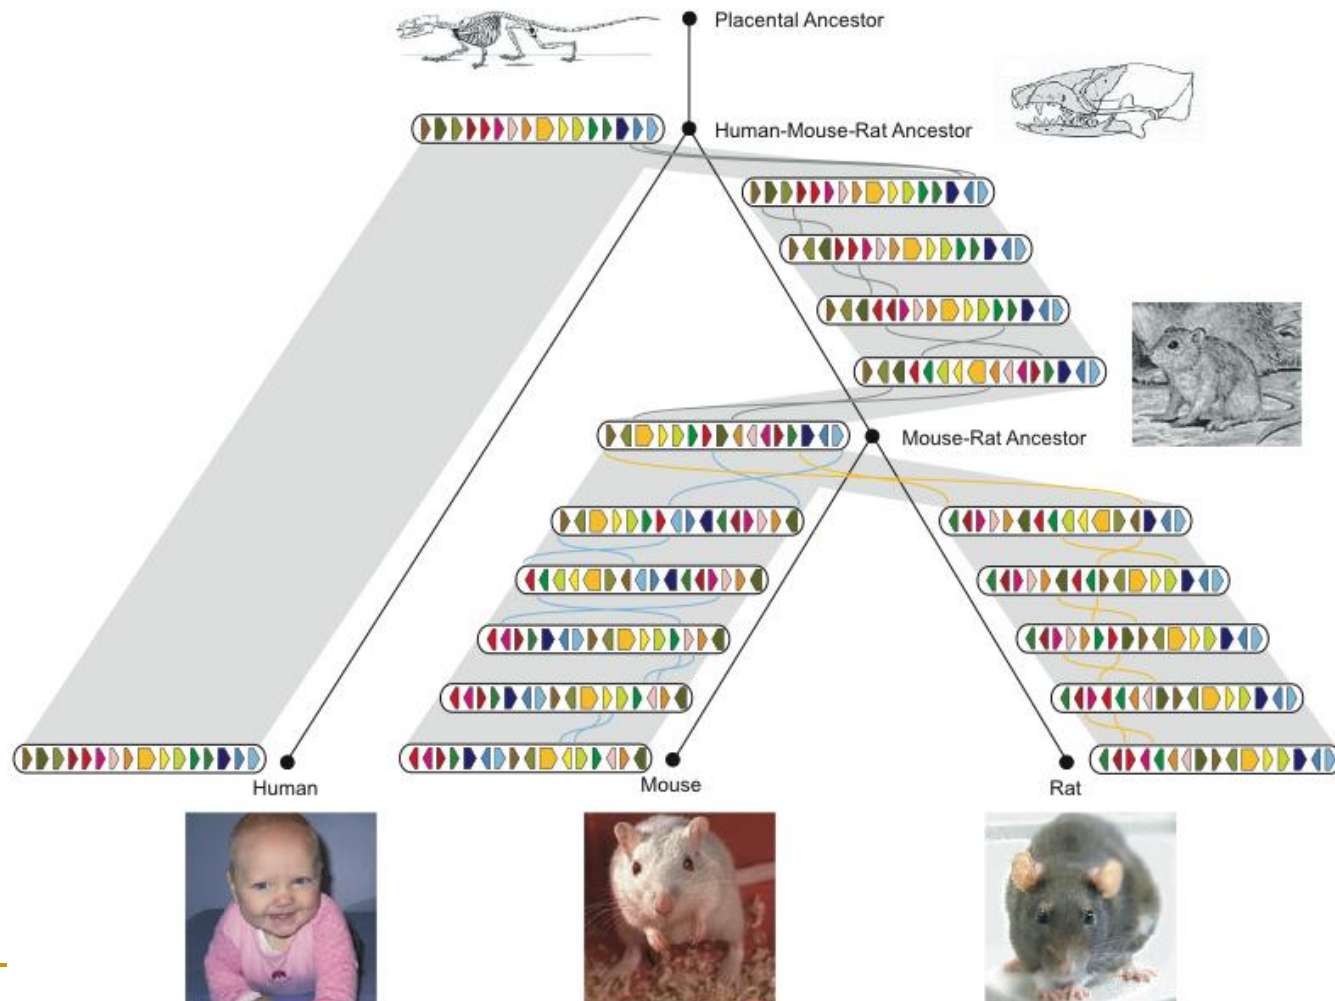 Placental Ancestor
Human-Mouse-Rat Ancestor
Mouse-Rat Ancestor
Human
Mouse
Rat